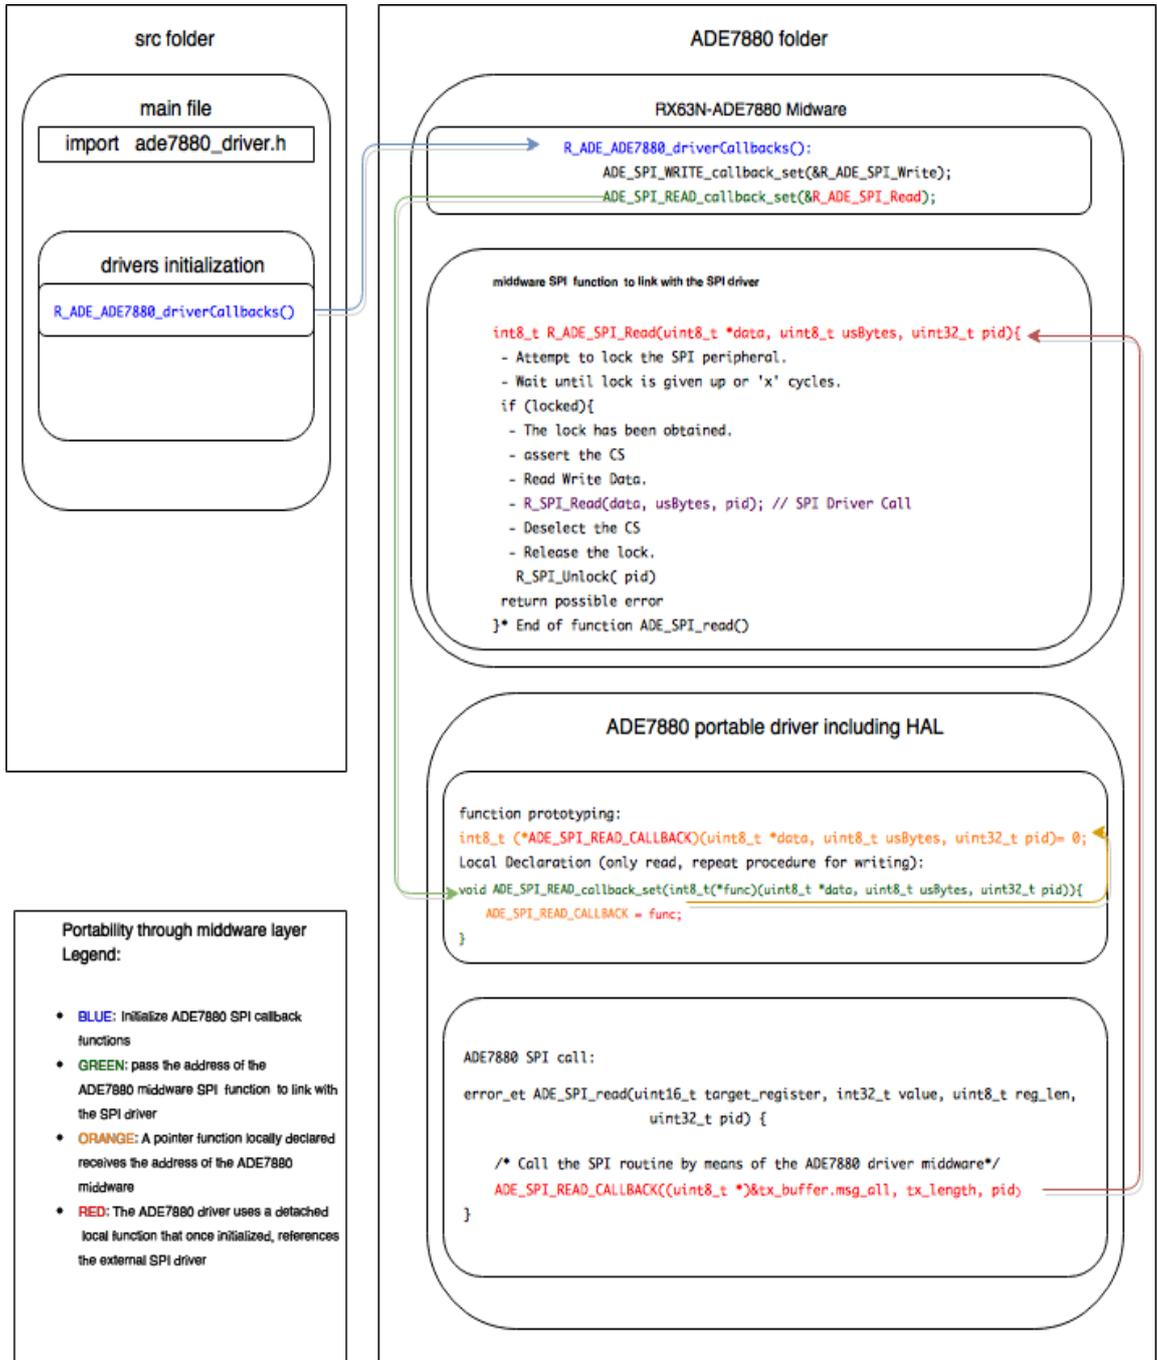 src folder
main file
import ade7880_driver.h
drivers initialization
R_ADE_ADE7880_driverCallbacks()
ADE7880 folder
RX63N-ADE7880 Midware
R_ADE_ADE7880_driverCallbacks():
ADE_SPI_WRITE_callback_set(&R_ADE_SPI_Write);
ADE_SPI_READ_callback_set(&R_ADE_SPI_Read);
middware SPI function to link with the SPI driver
int8_t R_ADE_SPI_Read(uint8_t *data, uint8_t usBytes, uint32_t pid){
- Attempt to lock the SPI peripheral.
- Wait until lock is given up or 'x' cycles.
if (locked){
- The lock has been obtained.
- assert the CS
- Read Write Data.
- R_SPI_Read(data, usBytes, pid); // SPI Driver Call
- Deselect the CS
- Release the lock.
R_SPI_Unlock( pid)
return possible error
}* End of function ADE_SPI_read()
ADE7880 portable driver including HAL
function prototyping:
int8_t (*ADE_SPI_READ_CALLBACK)(uint8_t *data, uint8_t usBytes, uint32_t pid)= 0;
Local Declaration (only read, repeat procedure for writing):
void ADE_SPI_READ_callback_set(int8_t(*func)(uint8_t *data, uint8_t usBytes, uint32_t pid)){
ADE_SPI_READ_CALLBACK = func;
}
ADE7880 SPI call:
error_et ADE_SPI_read(uint16_t target_register, int32_t value, uint8_t reg_len,
uint32_t pid) {
/* Call the SPI routine by means of the ADE7880 driver middware*/
ADE_SPI_READ_CALLBACK((uint8_t *)&tx_buffer.msg_all, tx_length, pid)
}
Portability through middware layer
Legend:
• BLUE: Initialize ADE7880 SPI callback
functions
• GREEN: pass the address of the
ADE7880 middware SPI function to link with
the SPI driver
• ORANGE: A pointer function locally declared
receives the address of the ADE7880
middware
• RED: The ADE7880 driver uses a detached
local function that once initialized, references
the external SPI driver